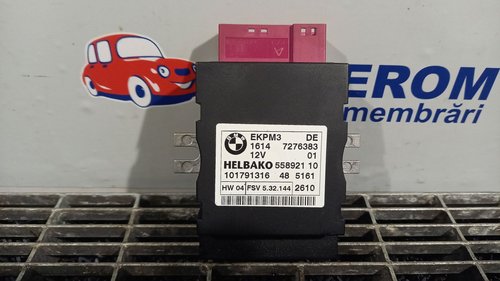 EROM
membrări
BMW
EKPM3 DE
1614 7276383
12V 01
HELBAKO 558921 10
101791316 48 5161
HW 04 FSV 5.32.144 2610